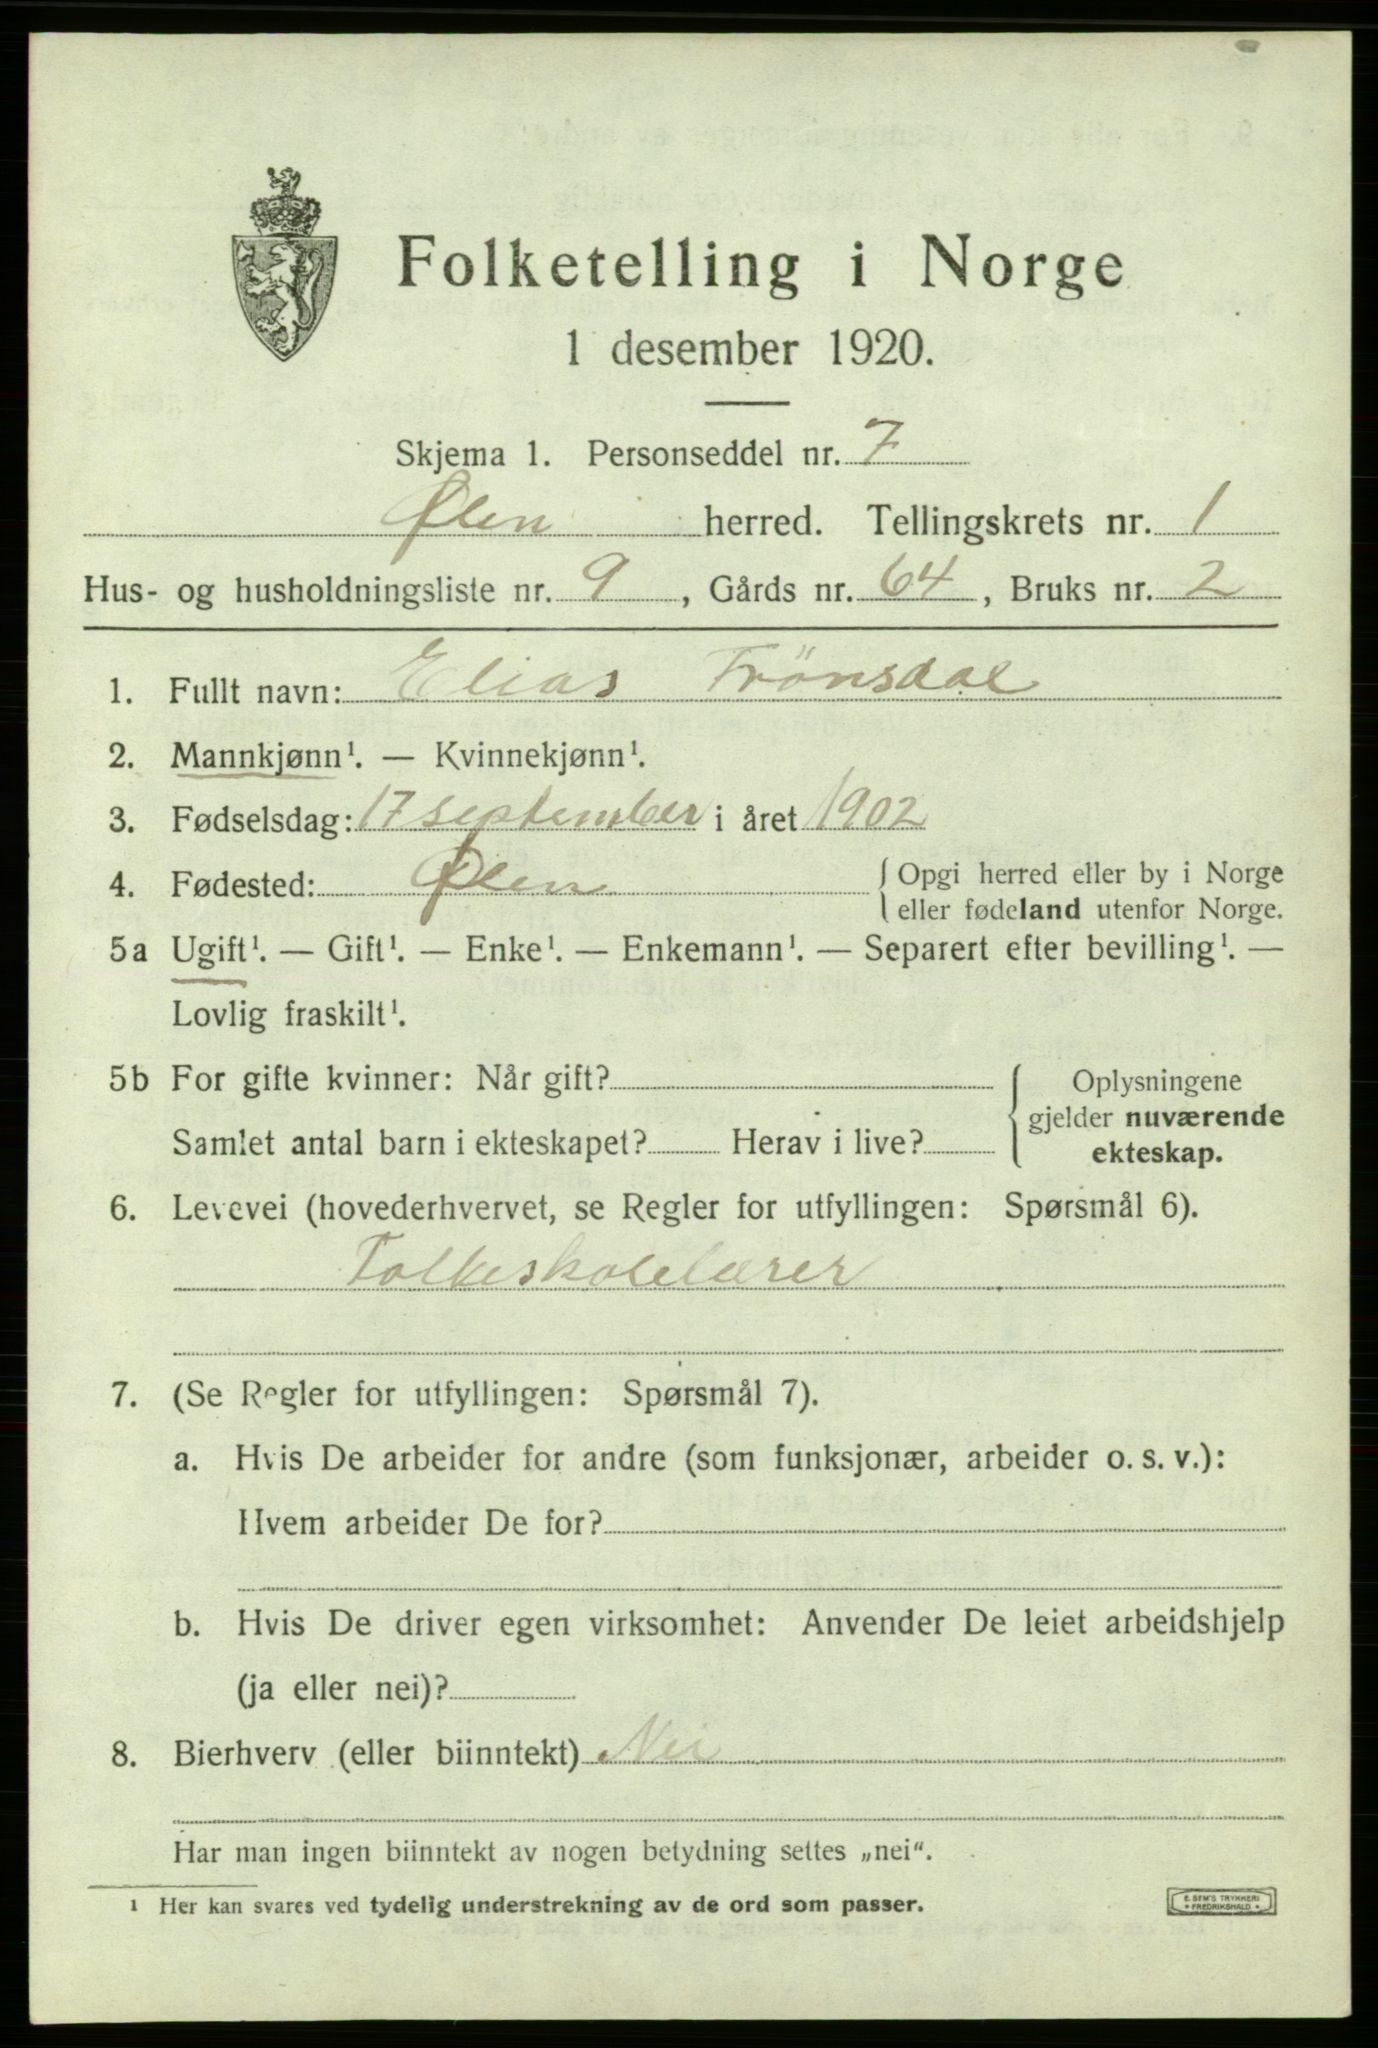 Folketelling i Norge
1 desember 1920.
Skjema 1. Personseddel nr. 7
Ølen herred. Tellingskrets nr. 1
Hus- og husholdningsliste nr. 9, Gårds nr. 64, Bruks nr. 2
1. Fullt navn: Elias Trönsdal
2. Mannkjønn¹. — Kvinnekjønn¹.
3. Fødselsdag: 17 september i året 1902
4. Fødested: Ølen { Opgi herred eller by i Norge
eller fødeland utenfor Norge.
5a Ugift¹. — Gift¹. — Enke¹. — Enkemann¹. — Separert efter bevilling¹. —
Lovlig fraskilt¹.
5b For gifte kvinner: Når gift?
Samlet antal barn i ekteskapet? Herav i live?
{ Oplysningene
gjelder nuværende
ekteskap.
6. Levevei (hovederhvervet, se Regler for utfyllingen: Spørsmål 6).
Folkeskolelærer
7. (Se Regler for utfyllingen: Spørsmål 7).
a. Hvis De arbeider for andre (som funksjonær, arbeider o. s. v.):
Hvem arbeider De for?
b. Hvis De driver egen virksomhet: Anvender De leiet arbeidshjelp
(ja eller nei)?
8. Bierhverv (eller biinntekt) Nei
Har man ingen biinntekt av nogen betydning settes „nei“.
¹ Her kan svares ved tydelig understrekning av de ord som passer.
E. SEM'S TRYKKERI
FREDRIKSHALD